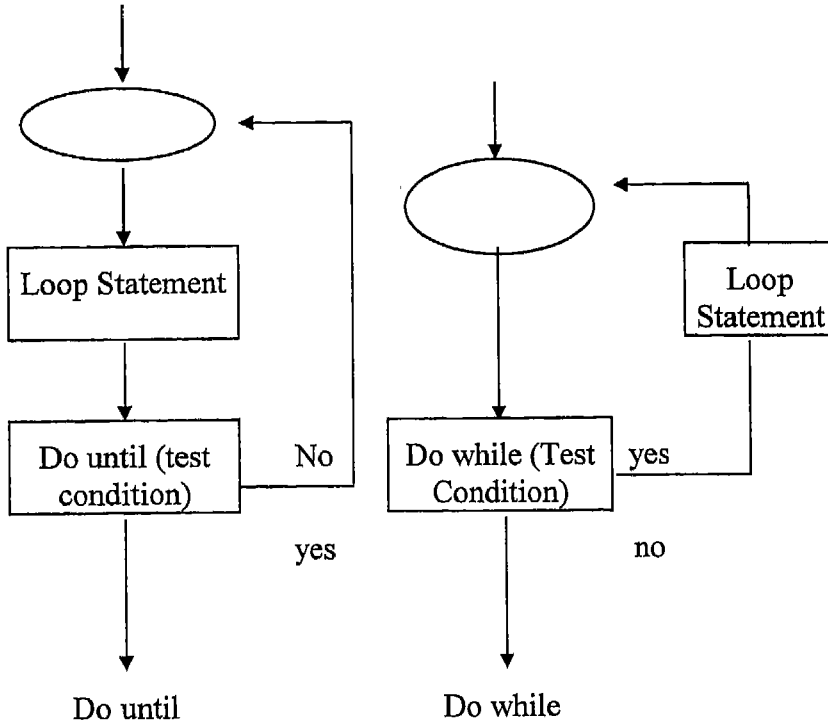 Loop Statement
Do until (test
condition)
No
yes
Do until
Loop
Statement
Do while (Test
Condition)
yes
no
Do while